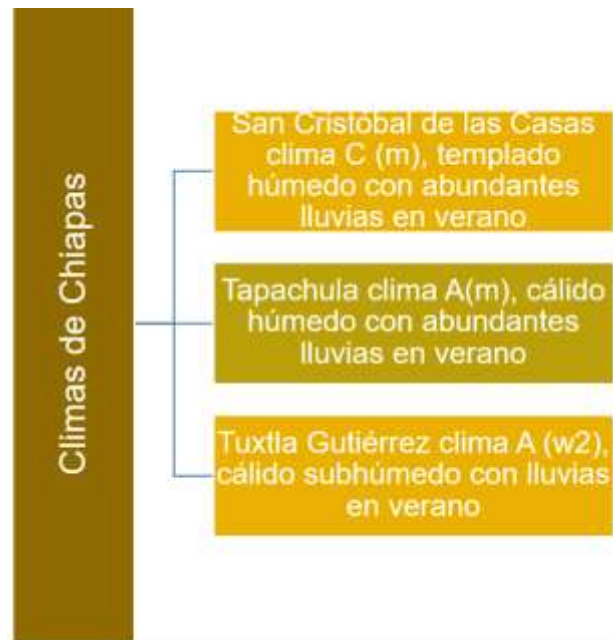 Climas de Chiapas
San Cristóbal de las Casas
clima C (m), templado
húmedo con abundantes
lluvias en verano
Tapachula clima A(m), cálido
húmedo con abundantes
lluvias en verano
Tuxtla Gutiérrez clima A (w2),
cálido subhúmedo con lluvias
en verano